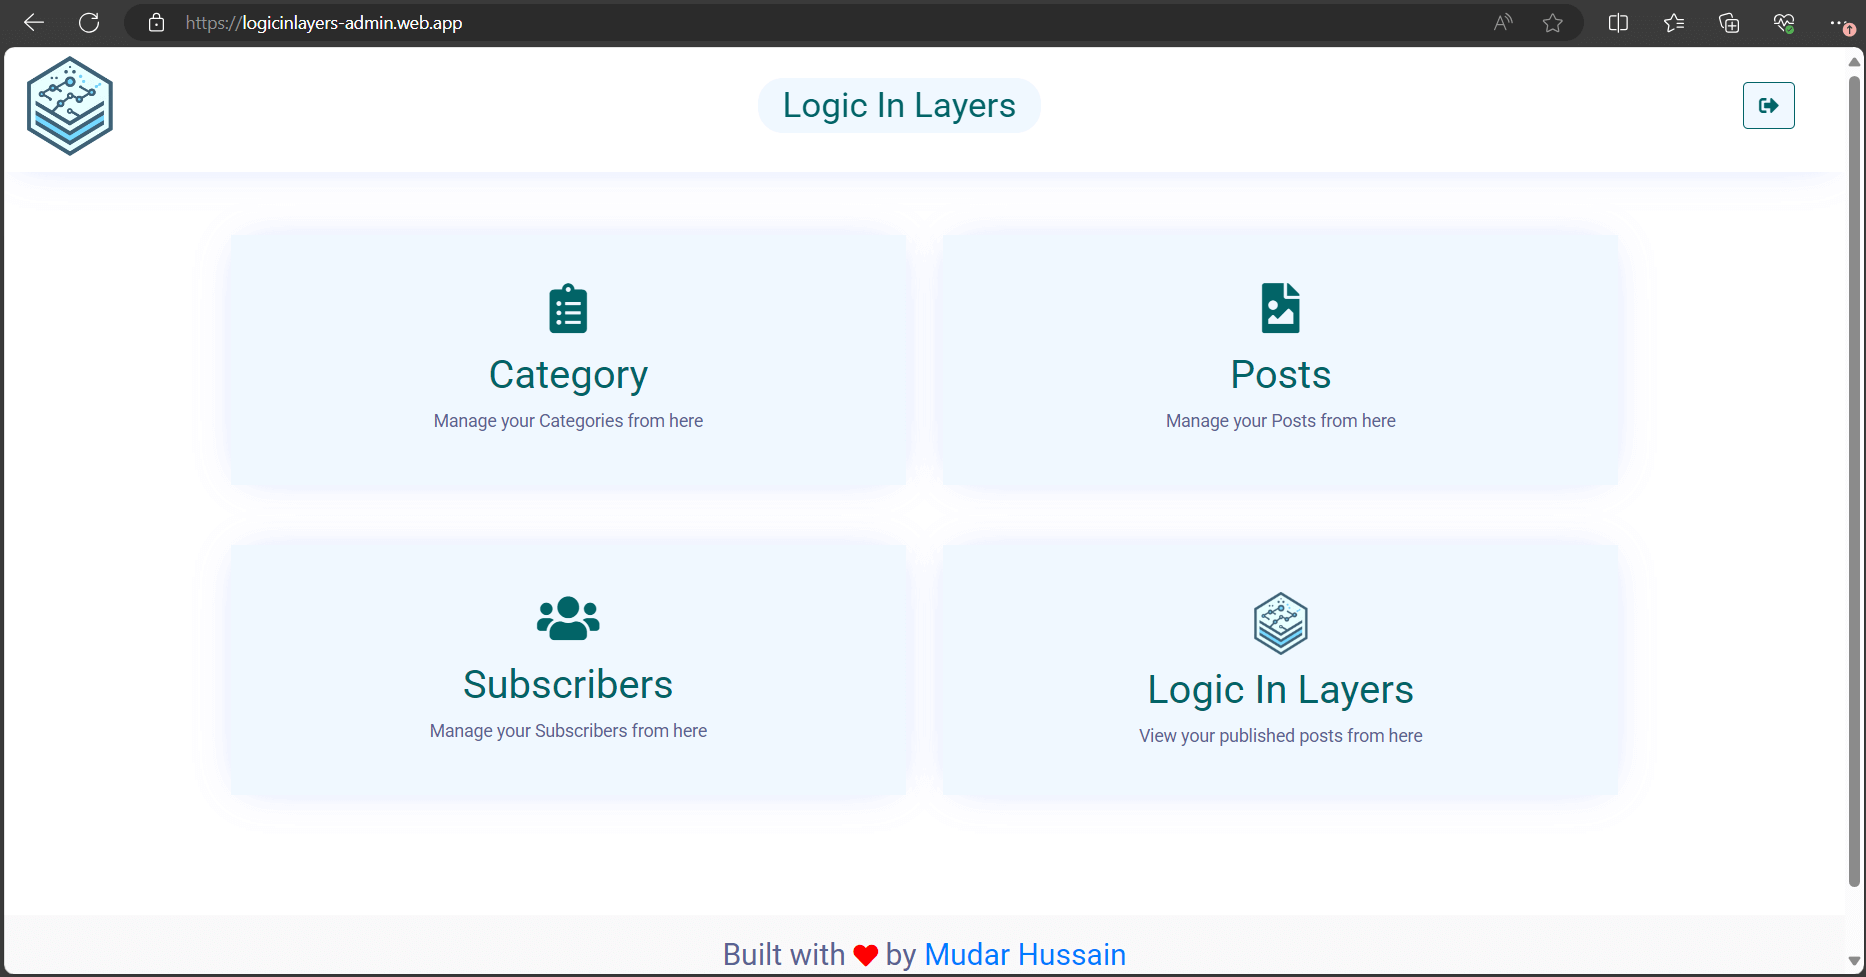 https://logicinlayers-admin.web.app
Logic In Layers
Category
Manage your Categories from here
Posts
Manage your Posts from here
Subscribers
Manage your Subscribers from here
Logic In Layers
View your published posts from here
Built with ❤ by Mudar Hussain